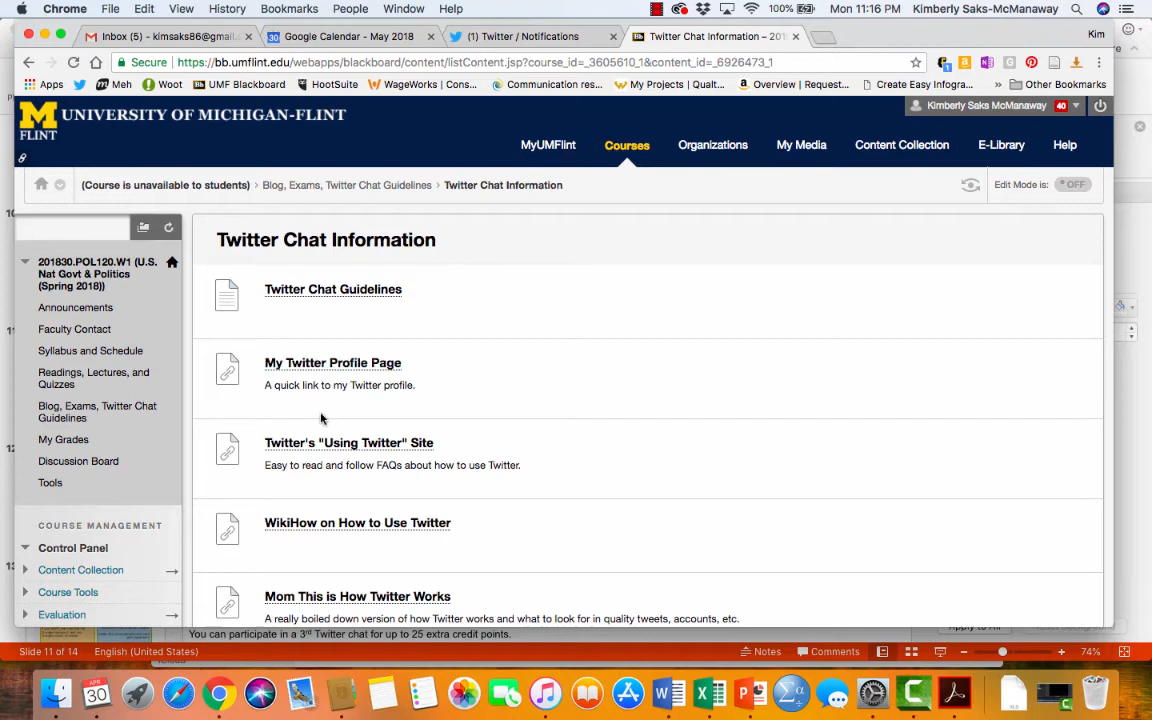 Chrome File Edit View History Bookmarks People Window Help 100% Mon 11:16 PM Kimberly Saks-McManaway
Inbox (5) - kimsaks86@gmail. Google Calendar - May 2018 (1) Twitter / Notifications Twitter Chat Information – 201 Kim
Secure https://bb.umflint.edu/webapps/blackboard/content/listContent.jsp?course_id=_3605610_1&content_id=_6926473_1
Apps Meh Woot UMF Blackboard HootSuite WageWorks | Cons... Communication res... My Projects | Qualt... Overview | Request... Create Easy Infogra... » Other Bookmarks
M FLINT UNIVERSITY OF MICHIGAN-FLINT
Kimberly Saks McManaway 40
MyUMFlint Courses Organizations My Media Content Collection E-Library Help
(Course is unavailable to students) Blog, Exams, Twitter Chat Guidelines Twitter Chat Information Edit Mode is: OFF
201830.POL120.W1 (U.S.
Nat Govt & Politics
(Spring 2018))
Announcements
Faculty Contact
Syllabus and Schedule
Readings, Lectures, and
Quizzes
Blog, Exams, Twitter Chat
Guidelines
My Grades
Discussion Board
Tools
COURSE MANAGEMENT
Control Panel
Content Collection
Course Tools
Evaluation
Twitter Chat Information
Twitter Chat Guidelines
My Twitter Profile Page
A quick link to my Twitter profile.
Twitter's "Using Twitter" Site
Easy to read and follow FAQs about how to use Twitter.
WikiHow on How to Use Twitter
Mom This is How Twitter Works
A really boiled down version of how Twitter works and what to look for in quality tweets, accounts, etc.
You can participate in a 3rd Twitter chat for up to 25 extra credit points.
Slide 11 of 14 English (United States) Notes Comments 74%
APR
30